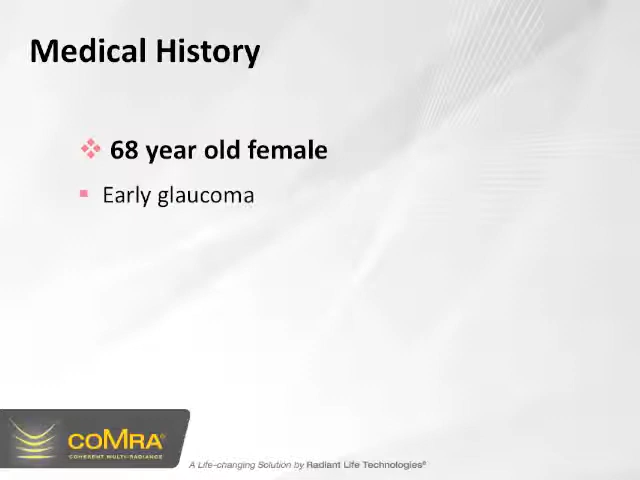 Medical History
68 year old female
Early glaucoma
coMra®
COHERENT MULTI-RADIANCE
A Life-changing Solution by Radiant Life Technologies®